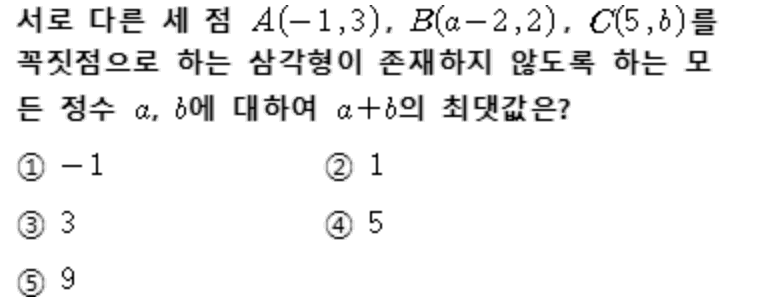 서로 다른 세 점 A(−1,3), B(a−2,2), C(5,b)를
꼭짓점으로 하는 삼각형이 존재하지 않도록 하는 모
든 정수 a, b에 대하여 a+b의 최댓값은?
① −1 ② 1
③ 3 ④ 5
⑤ 9